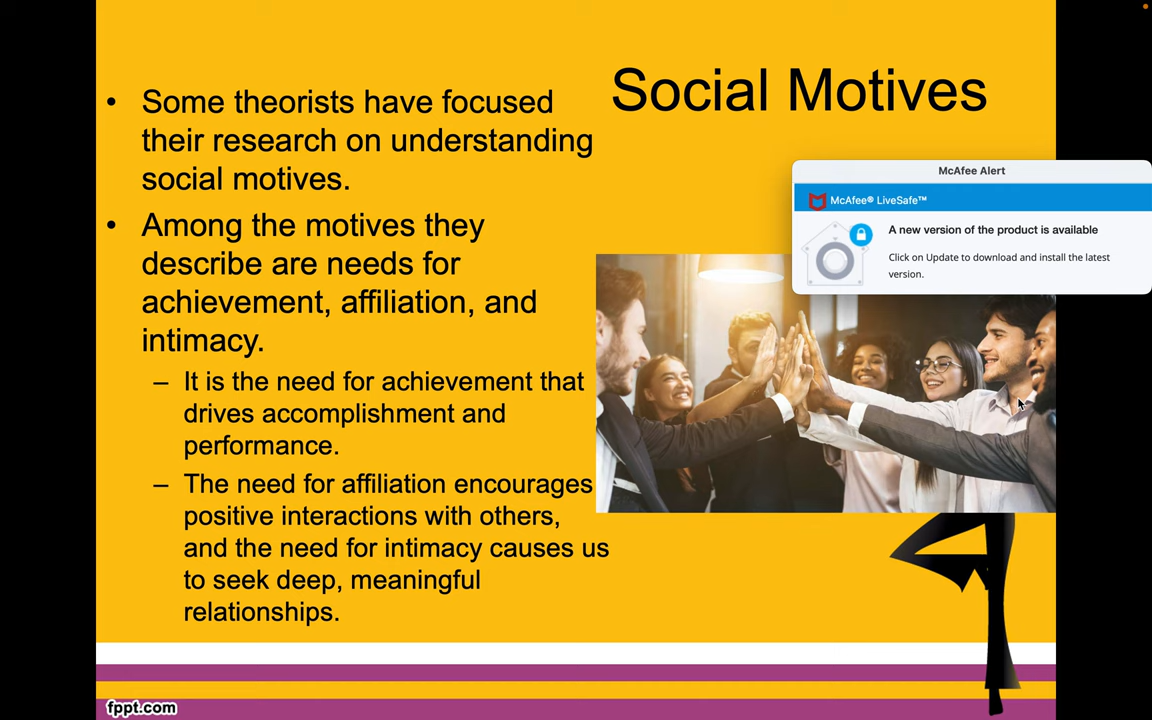 Social Motives
• Some theorists have focused
their research on understanding
social motives.
• Among the motives they
describe are needs for
achievement, affiliation, and
intimacy.
– It is the need for achievement that
drives accomplishment and
performance.
– The need for affiliation encourages
positive interactions with others,
and the need for intimacy causes us
to seek deep, meaningful
relationships.
McAfee Alert
McAfee® LiveSafe™
A new version of the product is available
Click on Update to download and install the latest
version.
fppt.com